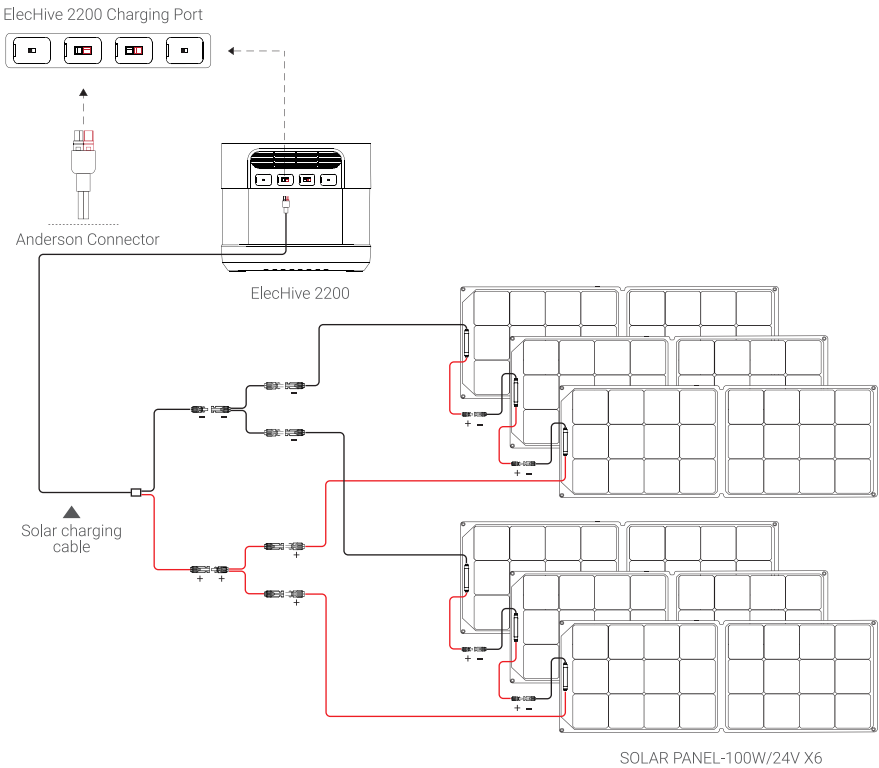 ElecHive 2200 Charging Port
Anderson Connector
ElecHive 2200
+ -
- -
-
-
+ -
Solar charging
cable
+
+ +
+
+ -
+ -
SOLAR PANEL-100W/24V X6